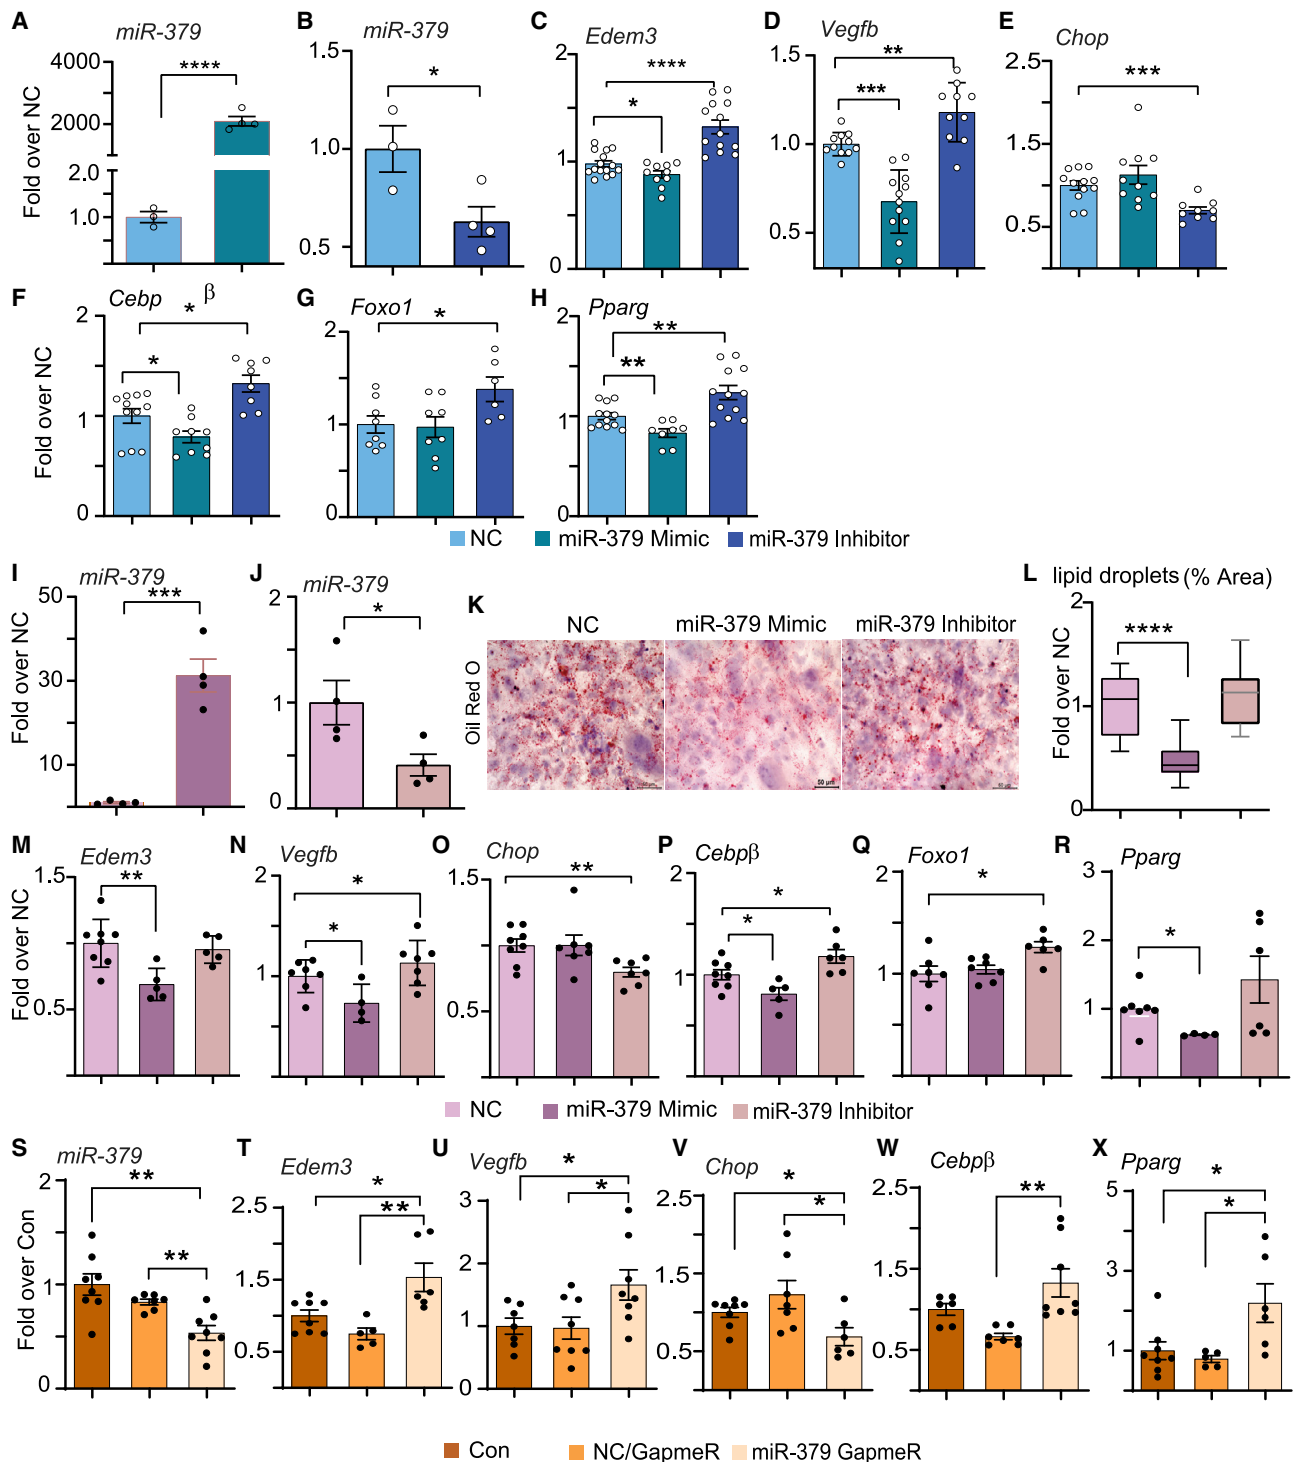 A miR-379 **** Fold over NC 4000 2000 2.0 1.0
B miR-379 * 1.5 1.0 0.5
C Edem3 **** * 2 1 0
D Vegfb ** *** 1.0 0.5
E Chop *** 2.5 1.5 0.5
F Cebp β * * Fold over NC 2 1 0
G Foxo1 * 2 1 0
H Pparg ** ** 2 1 0
NC miR-379 Mimic miR-379 Inhibitor
I miR-379 *** Fold over NC 50 30 10
J miR-379 * 2 1 0
K NC miR-379 Mimic miR-379 Inhibitor
Oil Red O
50 μm
L lipid droplets (% Area)
**** Fold over NC 2 1 0
M Edem3 ** Fold over NC 1.5 1 0.5
N Vegfb * * 2 1 0
O Chop ** 1.5 1 0.5
P Cebpβ * * 2 1 0
Q Foxo1 * 2 1 0
R Pparg * 3 2 1 0
NC miR-379 Mimic miR-379 Inhibitor
S miR-379 ** ** Fold over Con 2 1 0
T Edem3 * ** 2.5 1.5 0.5
U Vegfb * * 3 2 1 0
V Chop * * 2.5 1.5 0.5
W Cebpβ ** 2.5 1.5 0.5
X Pparg * * 5 3 1 0
Con NC/GapmeR miR-379 GapmeR